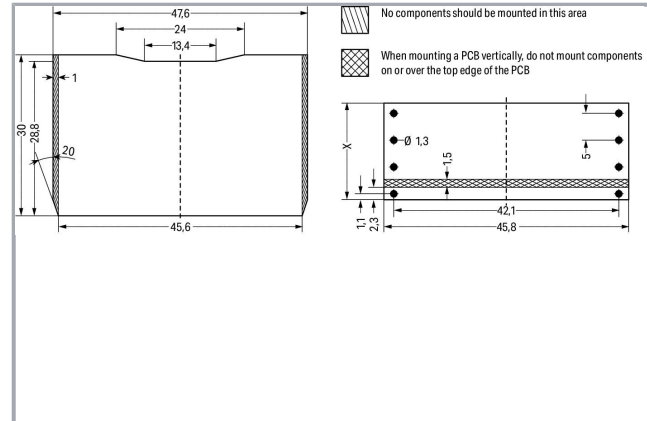 47,6
24
13,4
1
30
28,8
20
45,6
No components should be mounted in this area
When mounting a PCB vertically, do not mount components
on or over the top edge of the PCB
X
Ø 1,3
1,5
5
1,1
2,3
42,1
45,8